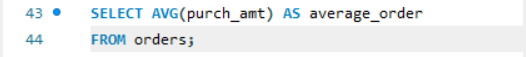 43 SELECT AVG(purch_amt) AS average_order
44 FROM orders;